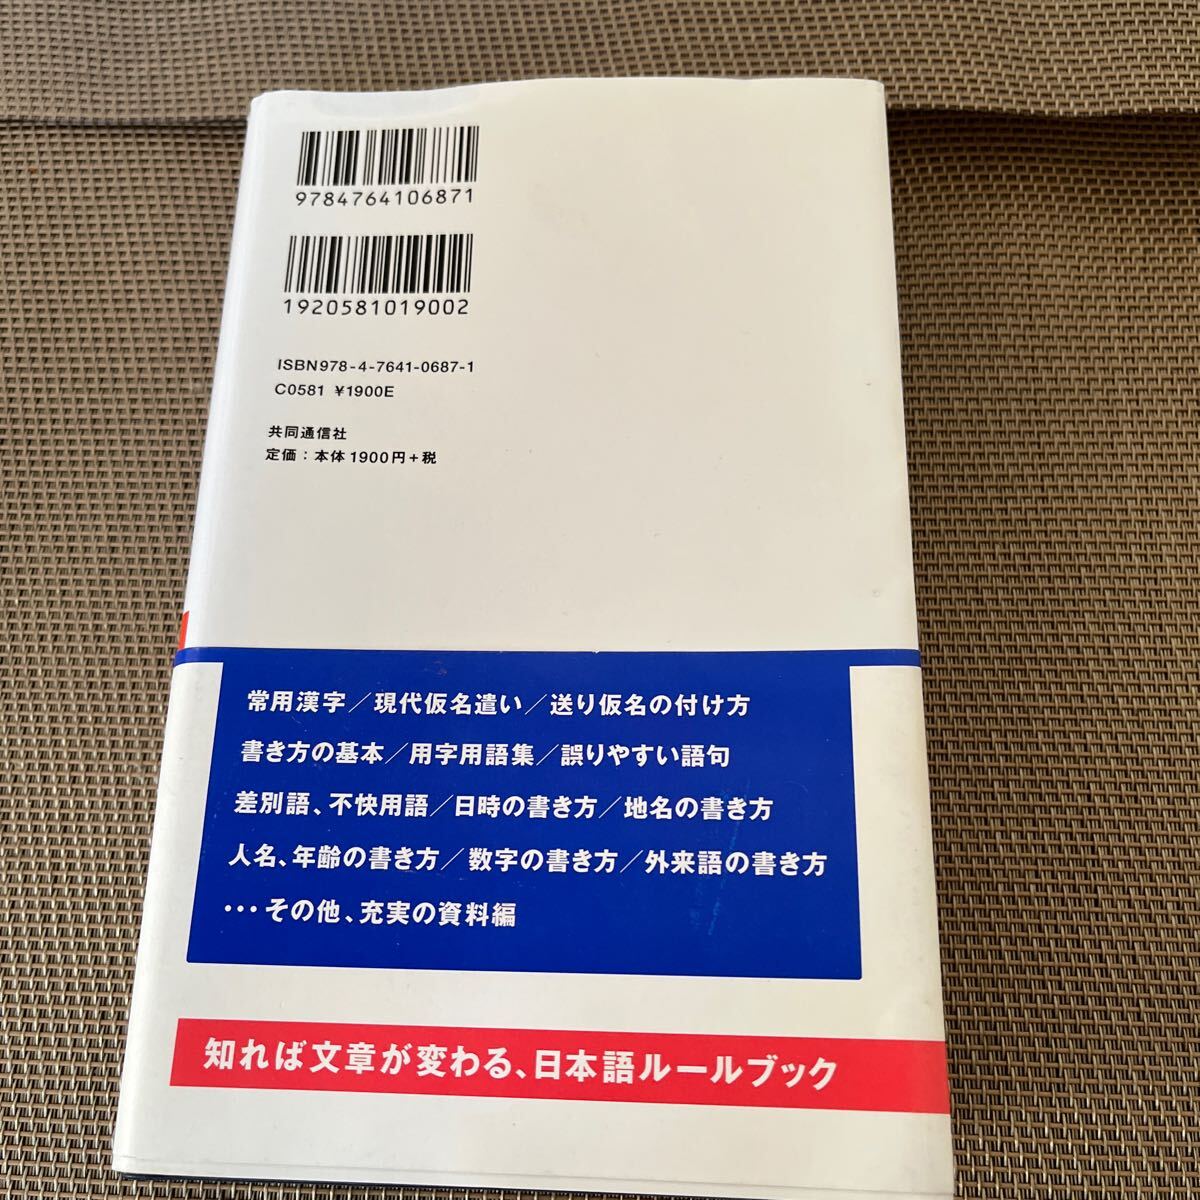 9784764106871
1920581019002
ISBN978-4-7641-0687-1
C0581 ¥1900E
共同通信社
定価：本体1900円＋税
常用漢字／現代仮名遣い／送り仮名の付け方
書き方の基本／用字用語集／誤りやすい語句
差別語、不快用語／日時の書き方／地名の書き方
人名、年齢の書き方／数字の書き方／外来語の書き方
…その他、充実の資料編
知れば文章が変わる、日本語ルールブック